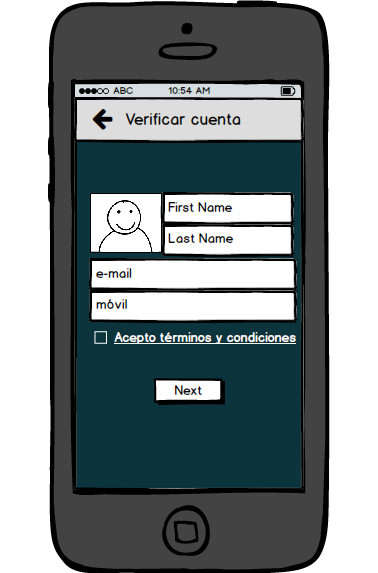 ABC 10:54 AM
Verificar cuenta
First Name
Last Name
e-mail
móvil
Acepto términos y condiciones
Next